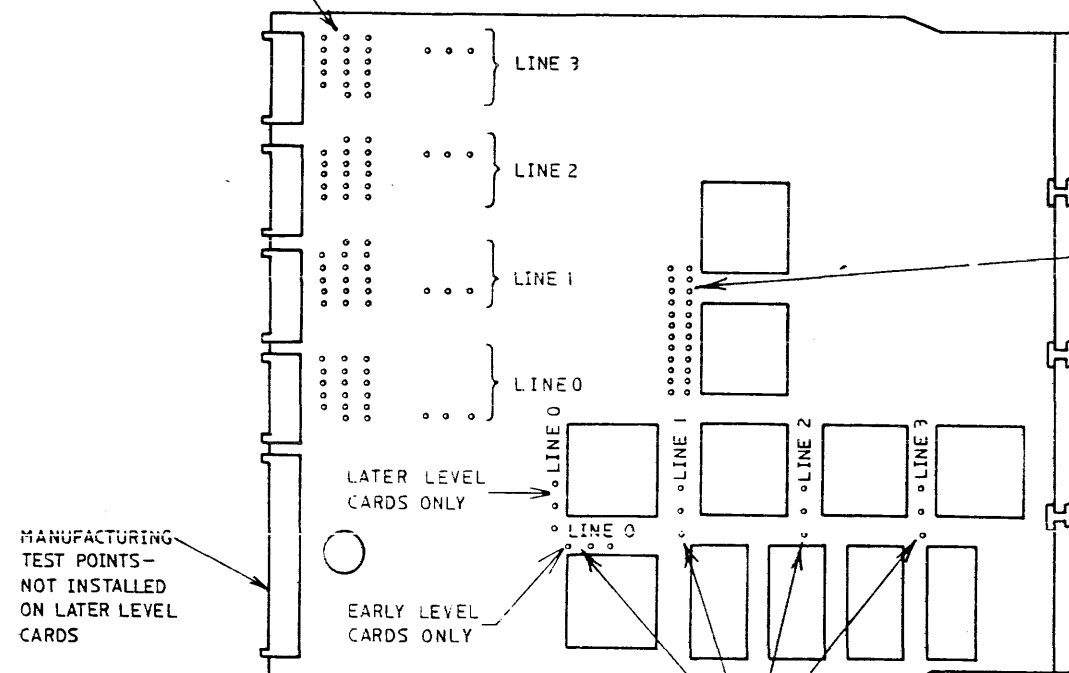 LINE 3
LINE 2
LINE 1
LINE 0
LINE 0
LINE 1
LINE 2
LINE 3
LATER LEVEL
CARDS ONLY
LINE 0
MANUFACTURING
TEST POINTS-
NOT INSTALLED
ON LATER LEVEL
CARDS
EARLY LEVEL
CARDS ONLY